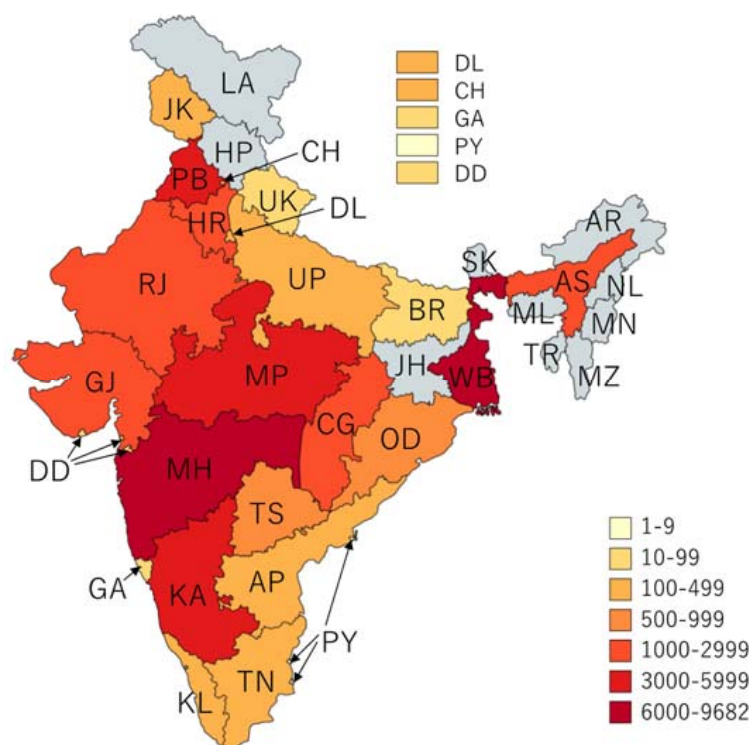 LA
JK
HP
PB
CH
UK
HR
DL
RJ
UP
BR
SK
AR
AS
NL
ML
MN
TR
MZ
JH
WB
GJ
MP
CG
OD
DD
MH
TS
GA
KA
AP
PY
KL
TN
DL
CH
GA
PY
DD
1-9
10-99
100-499
500-999
1000-2999
3000-5999
6000-9682